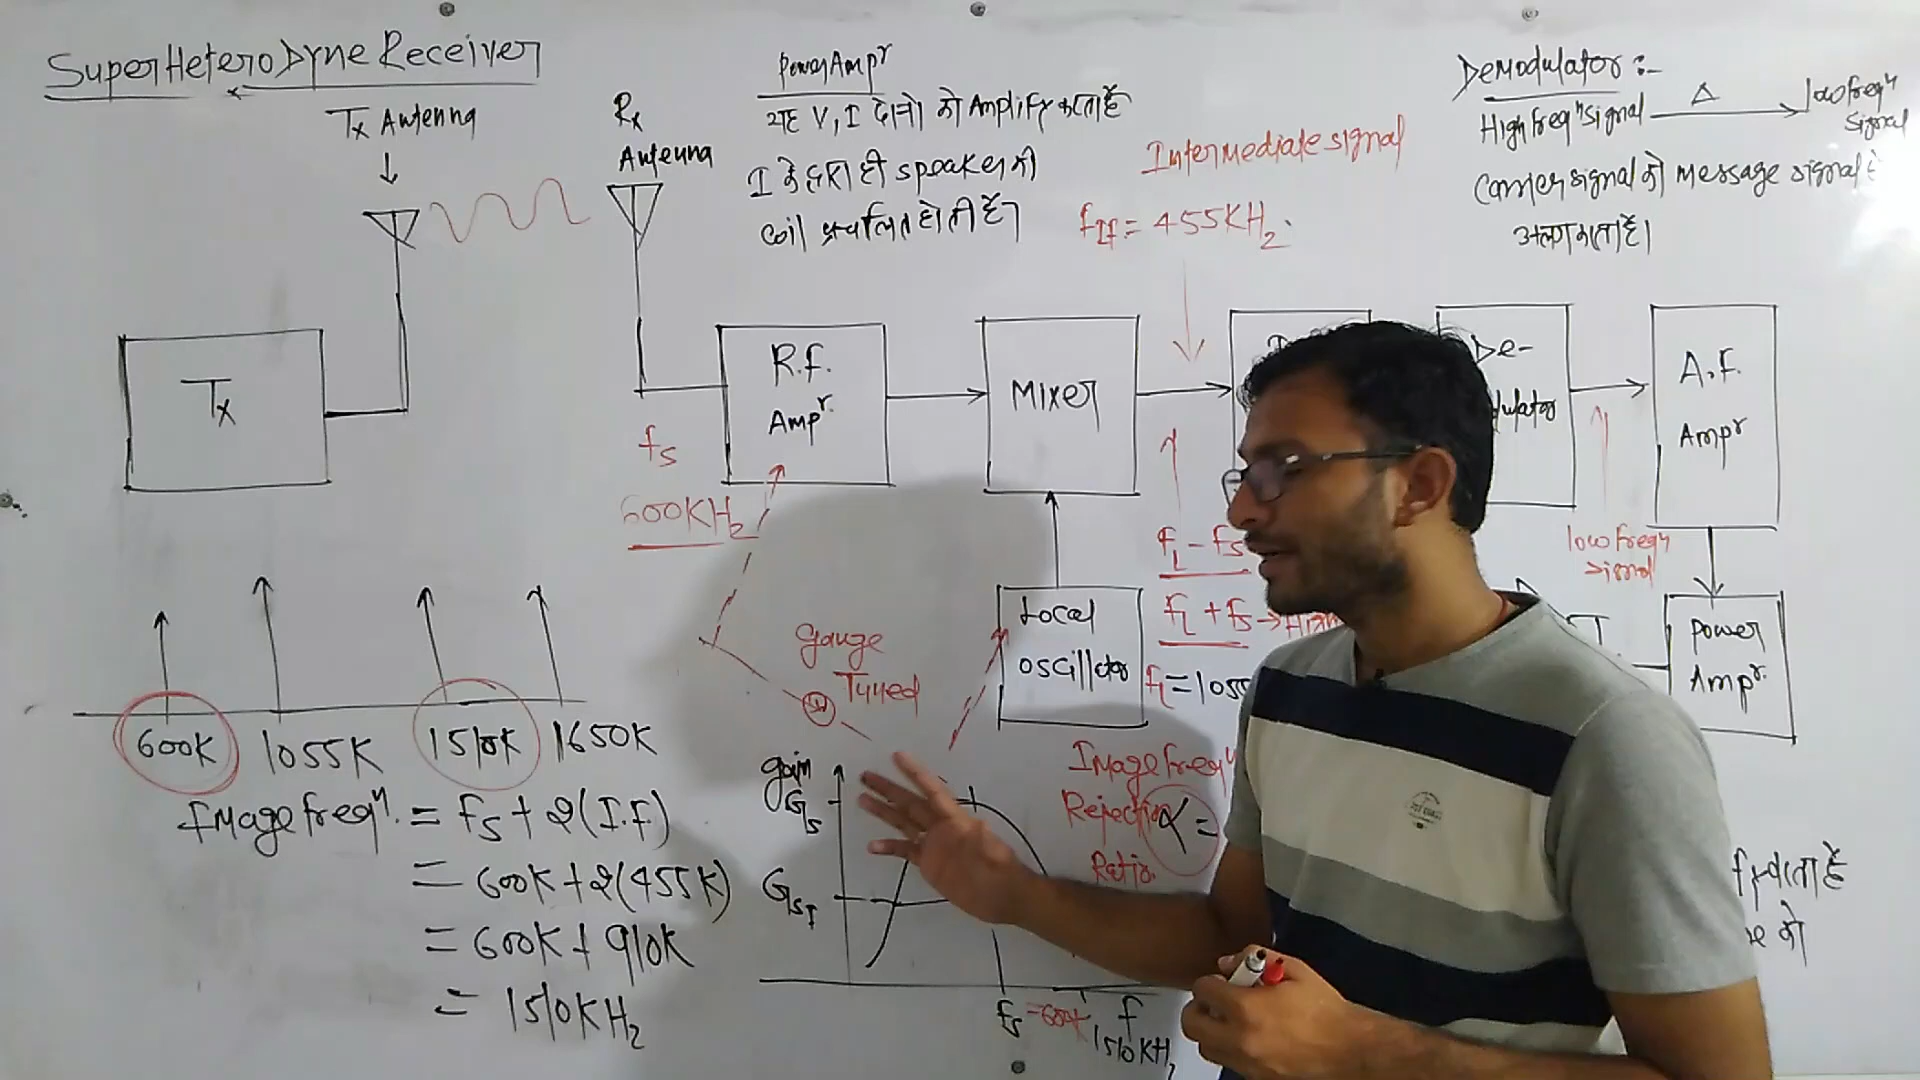 SuperHeteroDyne Receiver
Tx Antenna
Rx
Antenna
Power Ampr
यह V, I दोनो को Amplify करता हैं
I के द्वारा ही speaker की
coil
होती हैं।
Intermediate signal
fIf = 455KHz.
Demodulator :-
High freqn signal
Δ
low freqn
signal
Carrier signal को message signal से
अलग करता हैं।
Tx
R.f.
Ampr.
Mixer
De-
dulator
A.F.
Ampr
fs
600KHz
fL - fs
fL + fs → High
fL = 1055
low freqn
signal
Local
oscillator
Gauge
Tuned
Power
Ampr.
600K
1055K
1510K
1650K
Image freqn. = fs + 2(I.F)
= 600K + 2(455K)
= 600K + 910K
= 1510KHz
gain
Gs
GsI
fs = 600K
f
1510KHz
Image freqn
Rejection
Ratio
α =
को